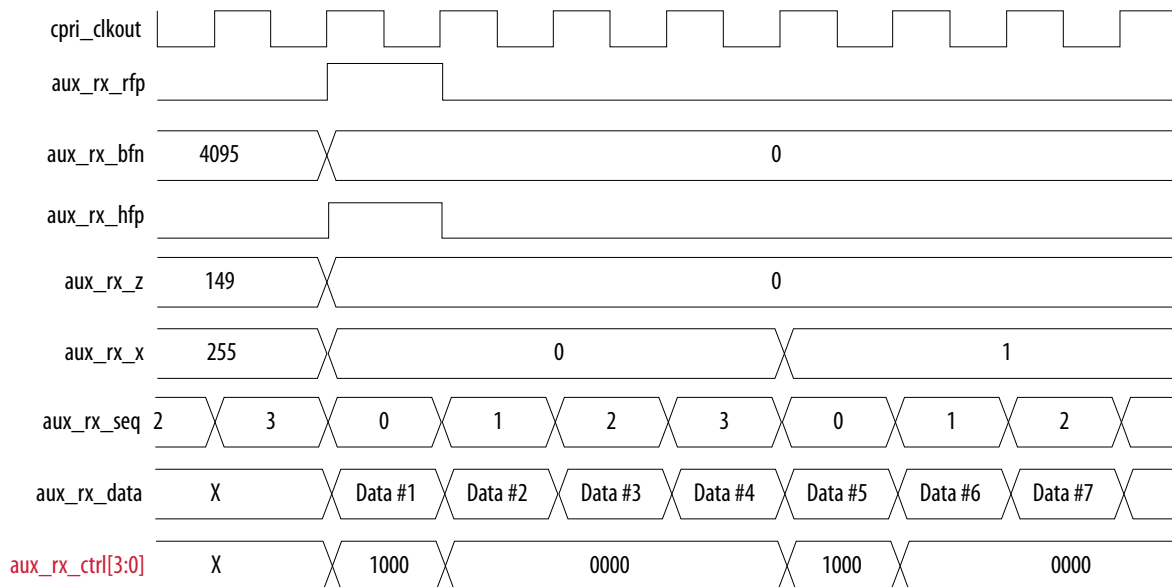 cpri_clkout
aux_rx_rfp
aux_rx_bfn 4095 0
aux_rx_hfp
aux_rx_z 149 0
aux_rx_x 255 0 1
aux_rx_seq 2 3 0 1 2 3 0 1 2
aux_rx_data X Data #1 Data #2 Data #3 Data #4 Data #5 Data #6 Data #7
aux_rx_ctrl[3:0] X 1000 0000 1000 0000